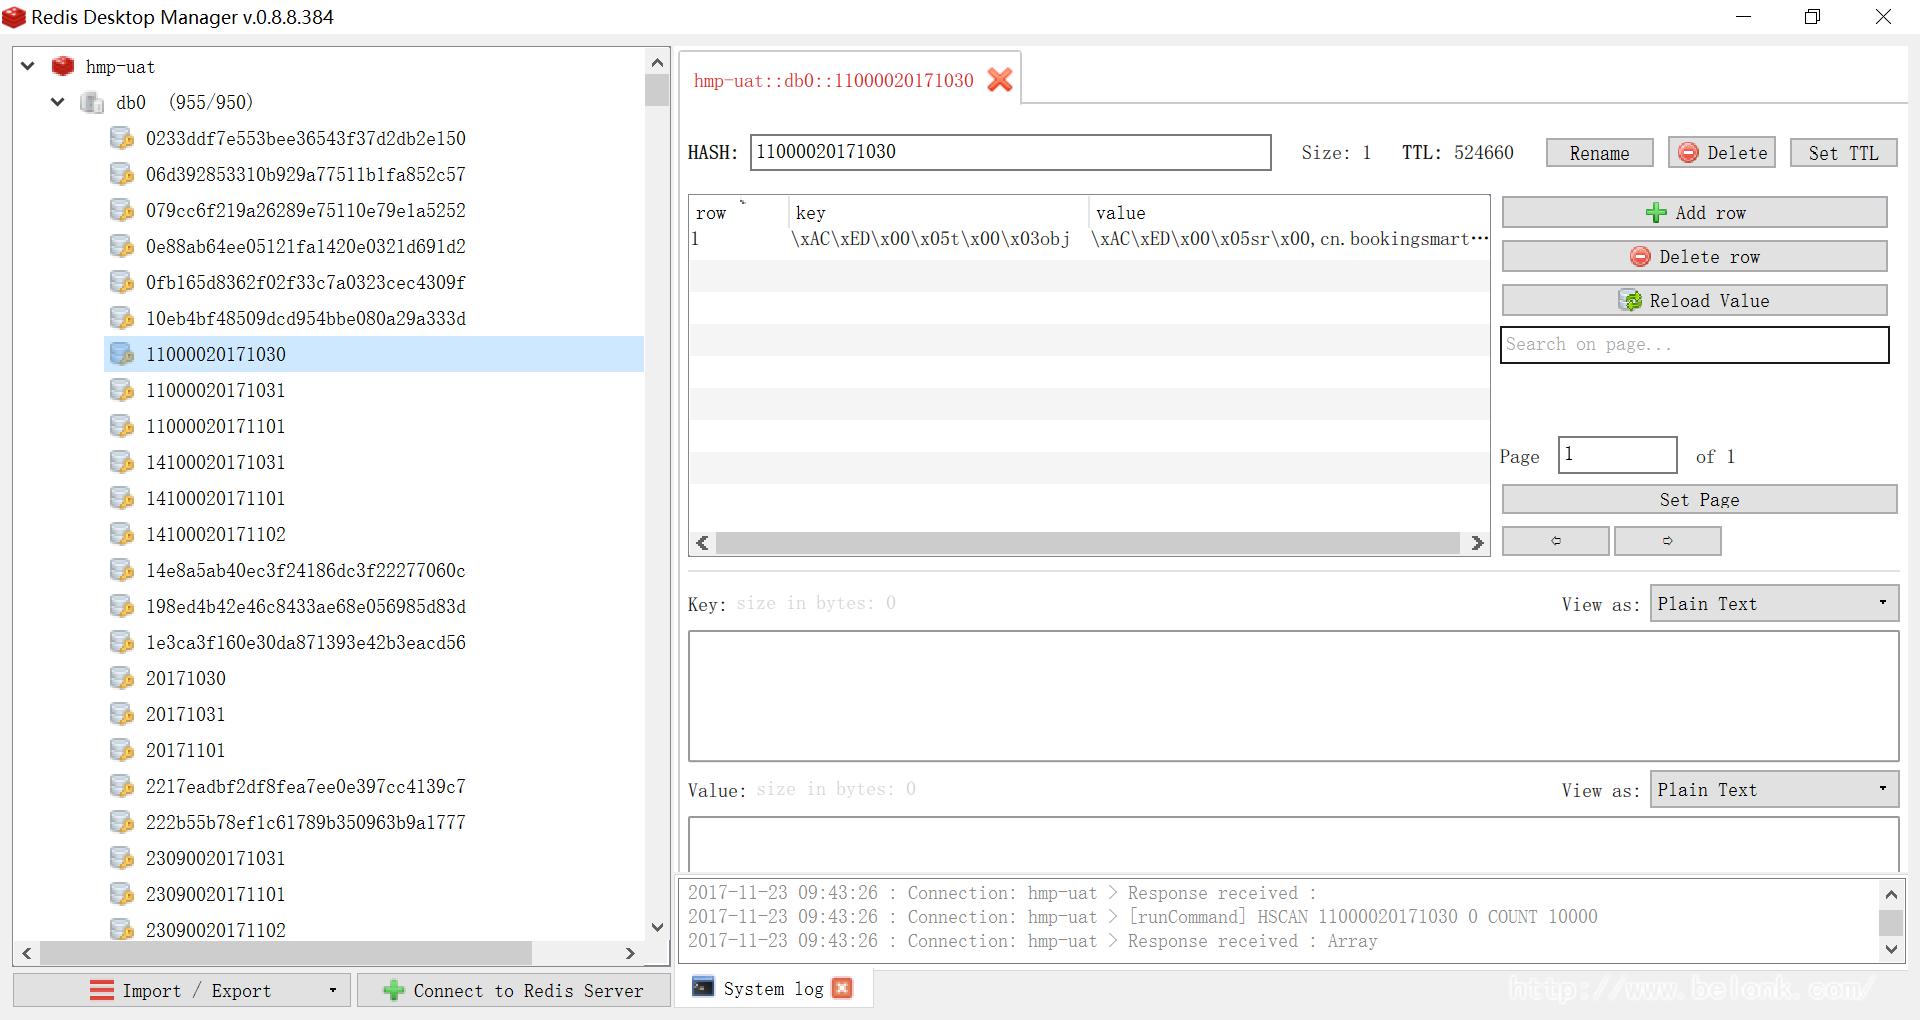 Redis Desktop Manager v.0.8.8.384
hmp-uat
db0 (955/950)
0233ddf7e553bee36543f37d2db2e150
06d392853310b929a77511b1fa852c57
079cc6f219a26289e75110e79e1a5252
0e88ab64ee05121fa1420e0321d691d2
0fb165d8362f02f33c7a0323cec4309f
10eb4bf48509dcd954bbe080a29a333d
11000020171030
11000020171031
11000020171101
14100020171031
14100020171101
14100020171102
14e8a5ab40ec3f24186dc3f22277060c
198ed4b42e46c8433ae68e056985d83d
1e3ca3f160e30da871393e42b3eacd56
20171030
20171031
20171101
2217eadbf2df8fea7ee0e397cc4139c7
222b55b78ef1c61789b350963b9a1777
23090020171031
23090020171101
23090020171102
Import / Export
Connect to Redis Server
hmp-uat::db0::11000020171030
HASH: 11000020171030 Size: 1 TTL: 524660 Rename Delete Set TTL
row key value
1 \xAC\xED\x00\x05t\x00\x03obj \xAC\xED\x00\x05sr\x00,cn.bookingsmart…
Add row
Delete row
Reload Value
Search on page...
Page 1 of 1
Set Page
Key: size in bytes: 0 View as: Plain Text
Value: size in bytes: 0 View as: Plain Text
2017-11-23 09:43:26 : Connection: hmp-uat > Response received :
2017-11-23 09:43:26 : Connection: hmp-uat > [runCommand] HSCAN 11000020171030 0 COUNT 10000
2017-11-23 09:43:26 : Connection: hmp-uat > Response received : Array
System log
http://www.belonk.com/